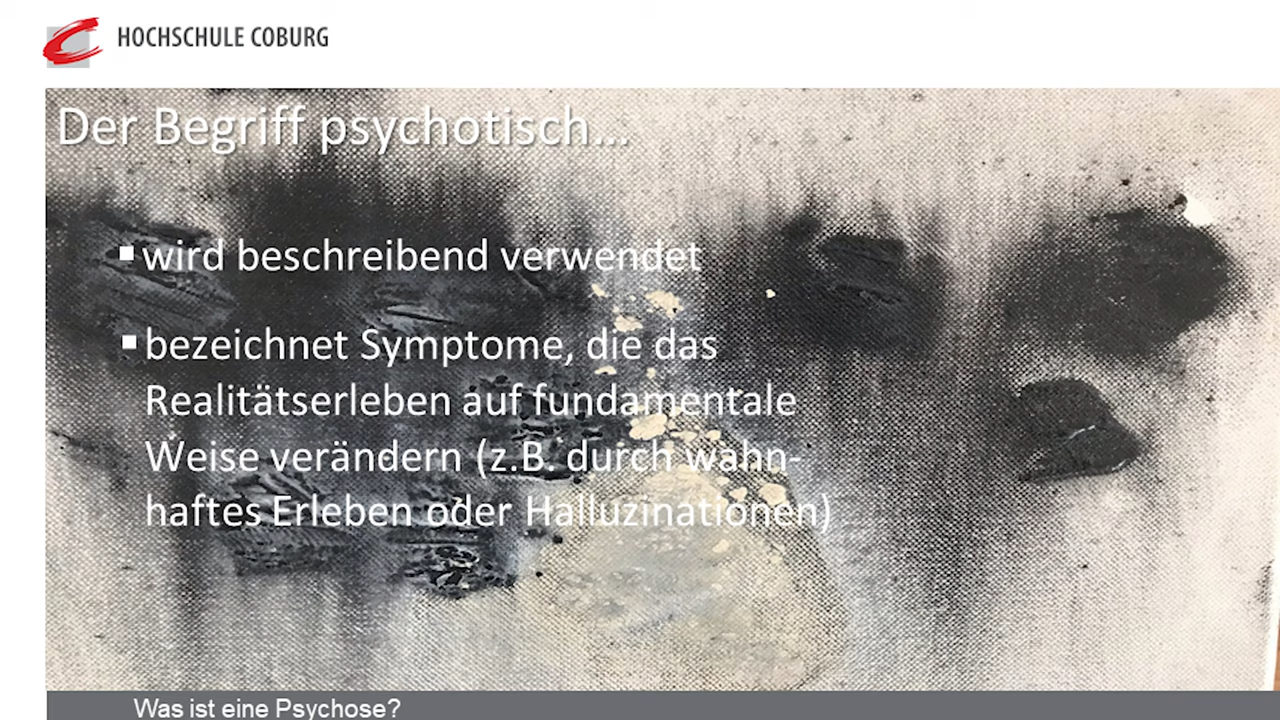 HOCHSCHULE COBURG
Der Begriff psychotisch...
▪ wird beschreibend verwendet
▪ bezeichnet Symptome, die das
Realitätserleben auf fundamentale
Weise verändern (z.B. durch wahn-
haftes Erleben oder Halluzinationen)
Was ist eine Psychose?